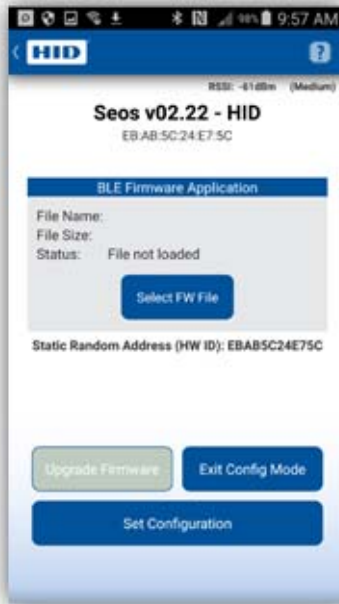 98% 9:57 AM
HID ?
RSSI: -61dBm (Medium)
Seos v02.22 - HID
EB:AB:5C:24:E7:5C
BLE Firmware Application
File Name:
File Size:
Status: File not loaded
Select FW File
Static Random Address (HW ID): EBAB5C24E75C
Upgrade Firmware Exit Config Mode
Set Configuration